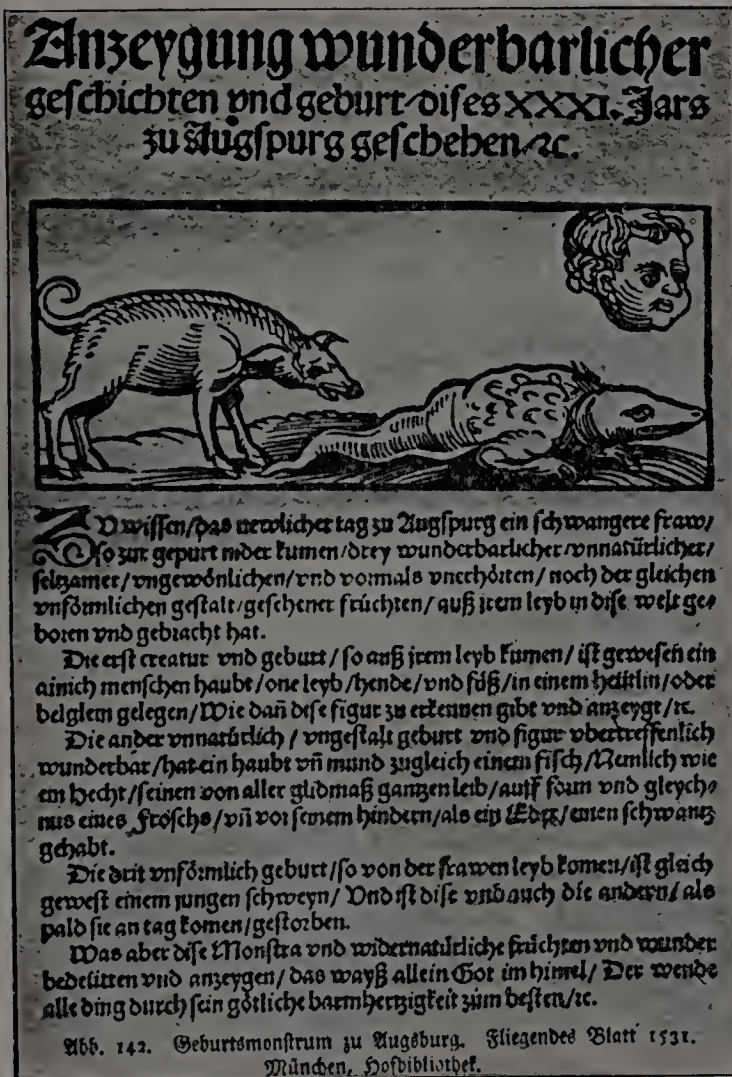 Anzeygung wunderbarlicher
geschichten vnd geburt/dises XXXI. Jars
zu Augspurg geschehen/ꝛc.
ZV wissen/das newlicher tag zu Augspurg ein schwangere fraw/
so zur gepurt nider kumen/drey wunderbarlicher/vnnatürlicher/
seltzamer/vngewönlichen/vnd vormals vnerhörten/noch der gleichen
vnförmlichen gestalt/gesehener früchten/auß jrem leyb in dise welt ge⸗
boren vnd gebracht hat.
Die erst creatur vnd geburt/so auß jrem leyb kumen/ist gewesen ein
ainich menschen haubt/one leyb/hende/vnd föß/in einem heütlin/oder
belglem gelegen/Wie dañ dise figur zu erkennen gibt vnd anzeygt/ꝛc.
Die ander vnnatürlich/vngestalt geburt vnd figur vbertreffenlich
wunderbar/hat ein haubt vñ mund zugleich einem fisch/Nemlich wie
ein Hecht/seinen von aller glidmaß gantzen leib/auff form vnd gleych⸗
nus eines Froschs/vñ vor seinem hindern/als ein Edex/einen schwantz
gehabt.
Die drit vnförmlich geburt/so von der frawen leyb komen/ist gleich
gewest einem jungen schweyn/Vnd ist dise vnd auch die andern/als
pald sie an tag komen/gestorben.
Was aber dise Monstra vnd widernatürliche früchten vnd wunder
bedeütten vnd anzeygen/das wayß allein Got im himel/Der wende
alle ding durch sein götliche barmhertzigkeit zům besten/ꝛc.
Abb. 142. Geburtsmonstrum zu Augsburg. Fliegendes Blatt 1531.
München, Hofbibliothek.